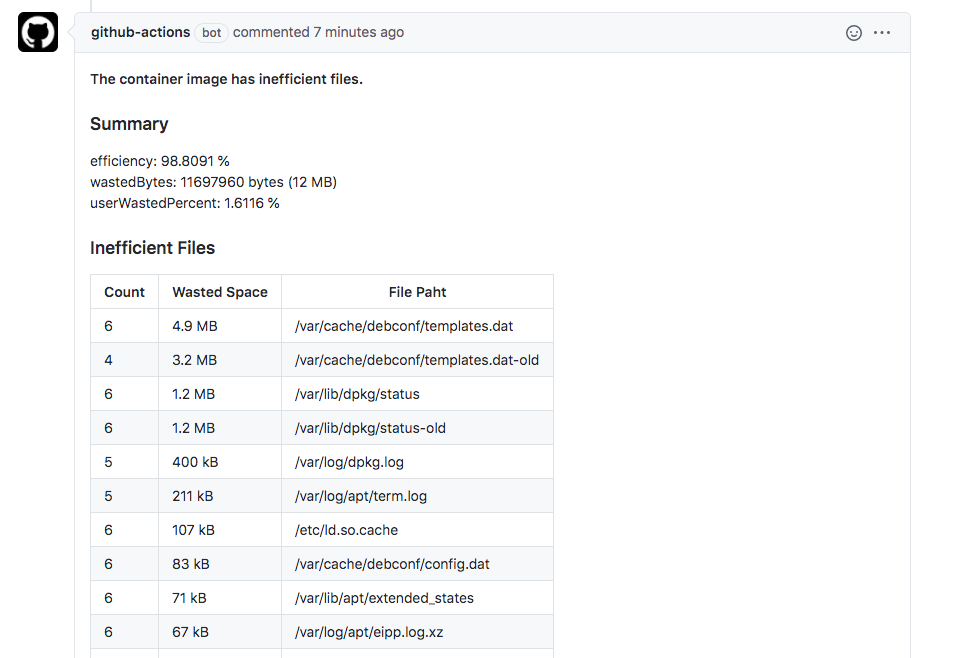 github-actions bot commented 7 minutes ago
The container image has inefficient files.
Summary
efficiency: 98.8091 %
wastedBytes: 11697960 bytes (12 MB)
userWastedPercent: 1.6116 %
Inefficient Files
Count Wasted Space File Paht
6 4.9 MB /var/cache/debconf/templates.dat
4 3.2 MB /var/cache/debconf/templates.dat-old
6 1.2 MB /var/lib/dpkg/status
6 1.2 MB /var/lib/dpkg/status-old
5 400 kB /var/log/dpkg.log
5 211 kB /var/log/apt/term.log
6 107 kB /etc/ld.so.cache
6 83 kB /var/cache/debconf/config.dat
6 71 kB /var/lib/apt/extended_states
6 67 kB /var/log/apt/eipp.log.xz